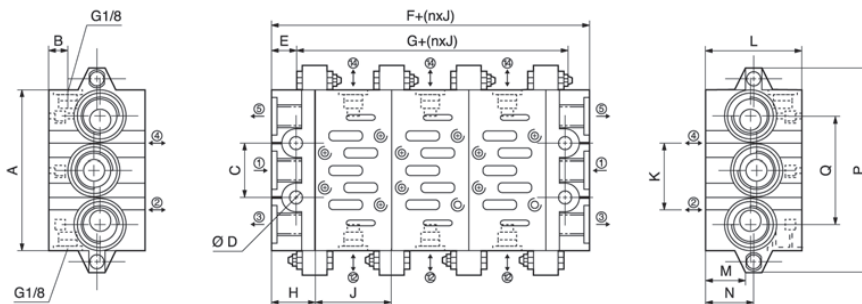 F+(nxJ)
G1/8
B
E
G+(nxJ)
L
⑭ ⑭ ⑭
⑤ ⑤
④ ④
A
C
①
①
K
Q
P
② ②
③ ③
Ø D
G1/8
⑫ ⑫ ⑫
H
J
M
N